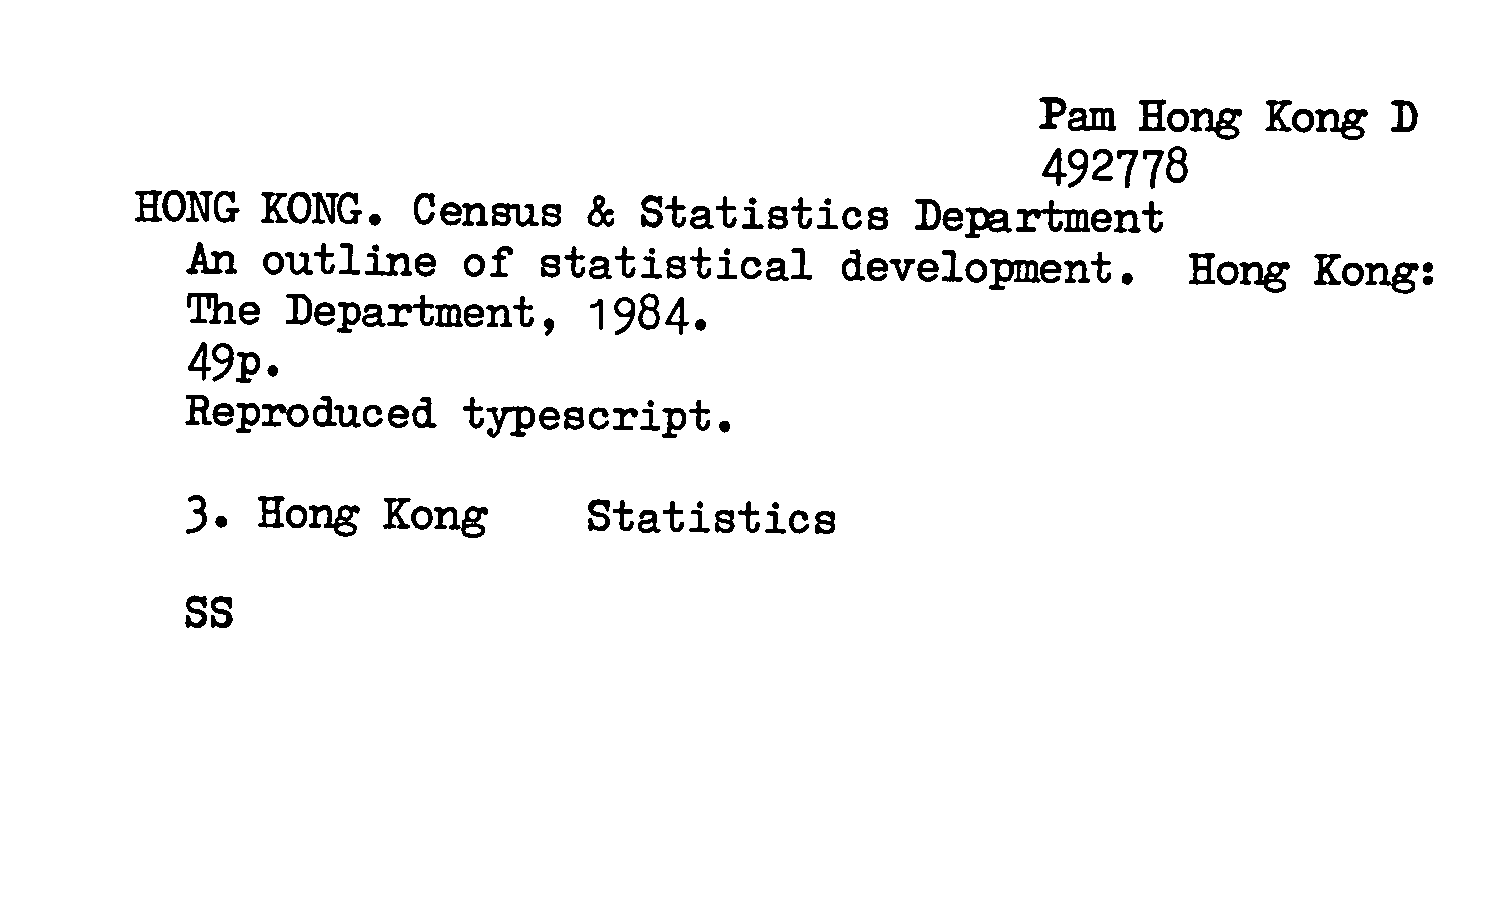 Pam Hong Kong D
492778
HONG KONG. Census & Statistics Department
An outline of statistical development. Hong Kong:
The Department, 1984.
49p.
Reproduced typescript.
3. Hong Kong Statistics
SS